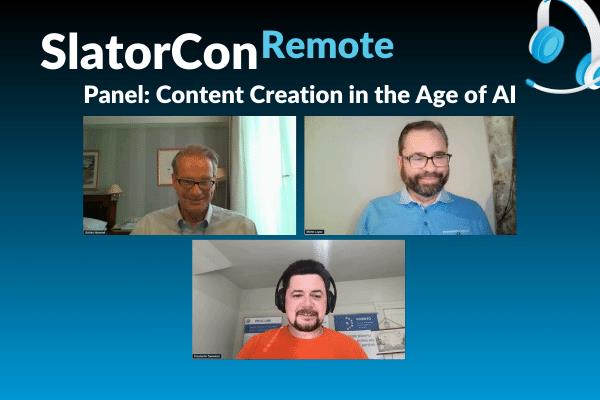 SlatorCon Remote
Panel: Content Creation in the Age of AI